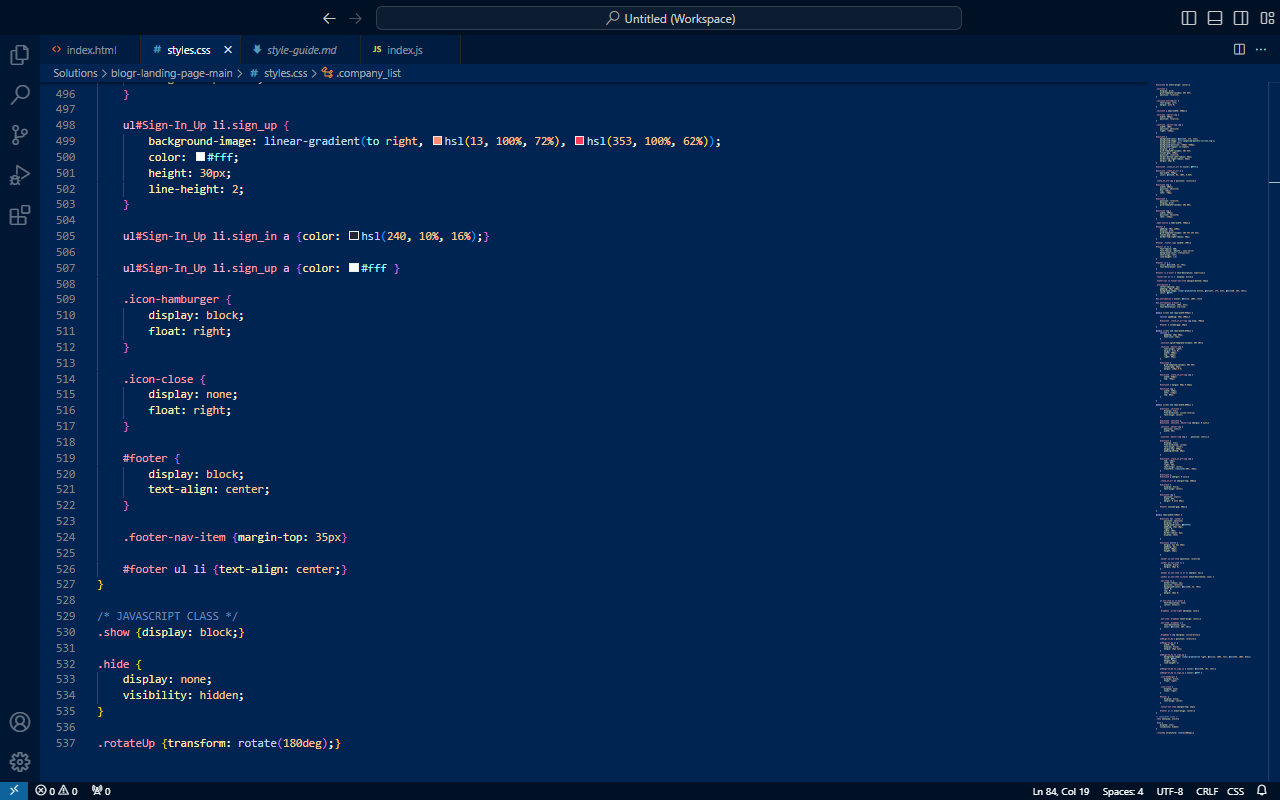 Untitled (Workspace)
index.html
styles.css
style-guide.md
JS index.js
Solutions > blogr-landing-page-main > # styles.css > .company_list
496 }
497
498 ul#Sign-In_Up li.sign_up {
499 background-image: linear-gradient(to right, hsl(13, 100%, 72%), hsl(353, 100%, 62%));
500 color: #fff;
501 height: 30px;
502 line-height: 2;
503 }
504
505 ul#Sign-In_Up li.sign_in a {color: hsl(240, 10%, 16%);}
506
507 ul#Sign-In_Up li.sign_up a {color: #fff }
508
509 .icon-hamburger {
510 display: block;
511 float: right;
512 }
513
514 .icon-close {
515 display: none;
516 float: right;
517 }
518
519 #footer {
520 display: block;
521 text-align: center;
522 }
523
524 .footer-nav-item {margin-top: 35px}
525
526 #footer ul li {text-align: center;}
527 }
528
529 /* JAVASCRIPT CLASS */
530 .show {display: block;}
531
532 .hide {
533 display: none;
534 visibility: hidden;
535 }
536
537 .rotateUp {transform: rotate(180deg);}
0 0 0 Ln 84, Col 19 Spaces: 4 UTF-8 CRLF CSS